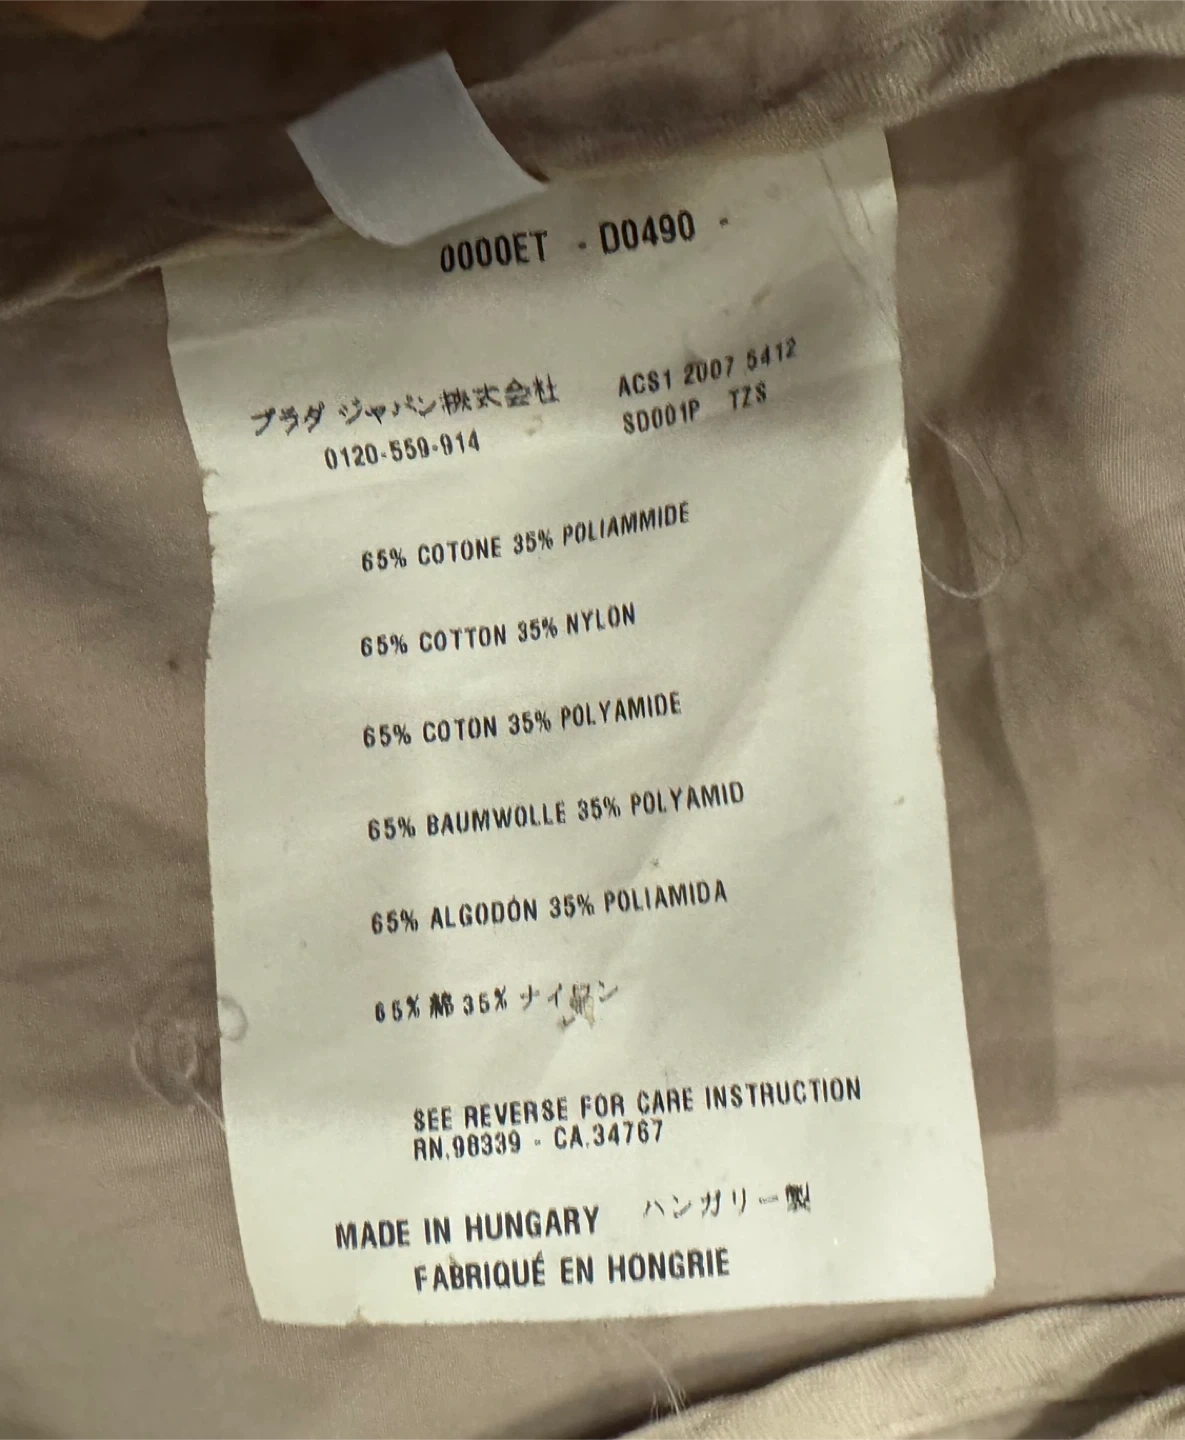 0000ET - D0490 -
プラダ ジャパン株式会社
0120-559-914
ACS1 2007 5412
SD001P TZS
65% COTONE 35% POLIAMMIDE
65% COTTON 35% NYLON
65% COTON 35% POLYAMIDE
65% BAUMWOLLE 35% POLYAMID
65% ALGODÓN 35% POLIAMIDA
65% 綿 35% ナイロン
SEE REVERSE FOR CARE INSTRUCTION
RN.98339 - CA.34767
MADE IN HUNGARY ハンガリー製
FABRIQUÉ EN HONGRIE